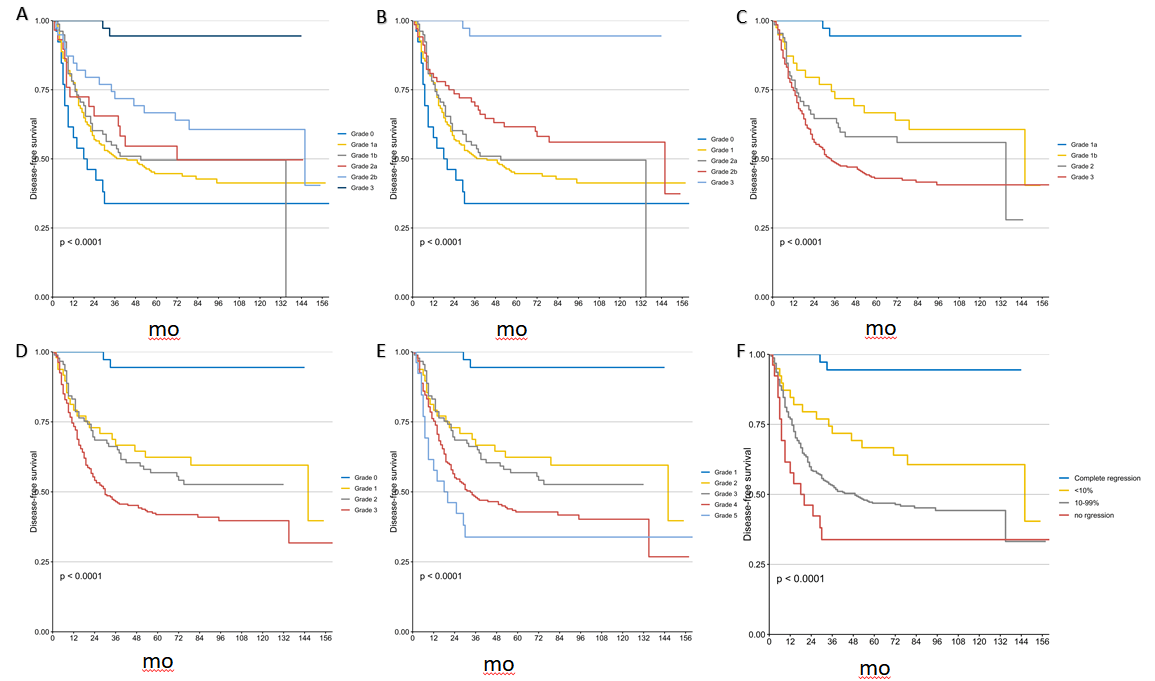 A
1.00
0.75
0.50
0.25
0.00
Disease-free survival
p < 0.0001
0 12 24 36 48 60 72 84 96 108 120 132 144 156
mo
Grade 0
Grade 1a
Grade 1b
Grade 2a
Grade 2b
Grade 3
B
1.00
0.75
0.50
0.25
0.00
Disease-free survival
p < 0.0001
0 12 24 36 48 60 72 84 96 108 120 132 144 156
mo
Grade 0
Grade 1
Grade 2a
Grade 2b
Grade 3
C
1.00
0.75
0.50
0.25
0.00
Disease-free survival
p < 0.0001
0 12 24 36 48 60 72 84 96 108 120 132 144 156
mo
Grade 1a
Grade 1b
Grade 2
Grade 3
D
1.00
0.75
0.50
0.25
0.00
Disease-free survival
p < 0.0001
0 12 24 36 48 60 72 84 96 108 120 132 144 156
mo
Grade 0
Grade 1
Grade 2
Grade 3
E
1.00
0.75
0.50
0.25
0.00
Disease-free survival
p < 0.0001
0 12 24 36 48 60 72 84 96 108 120 132 144 156
mo
Grade 1
Grade 2
Grade 3
Grade 4
Grade 5
F
1.00
0.75
0.50
0.25
0.00
Disease-free survival
p < 0.0001
0 12 24 36 48 60 72 84 96 108 120 132 144 156
mo
Complete regression
<10%
10-99%
no rgression